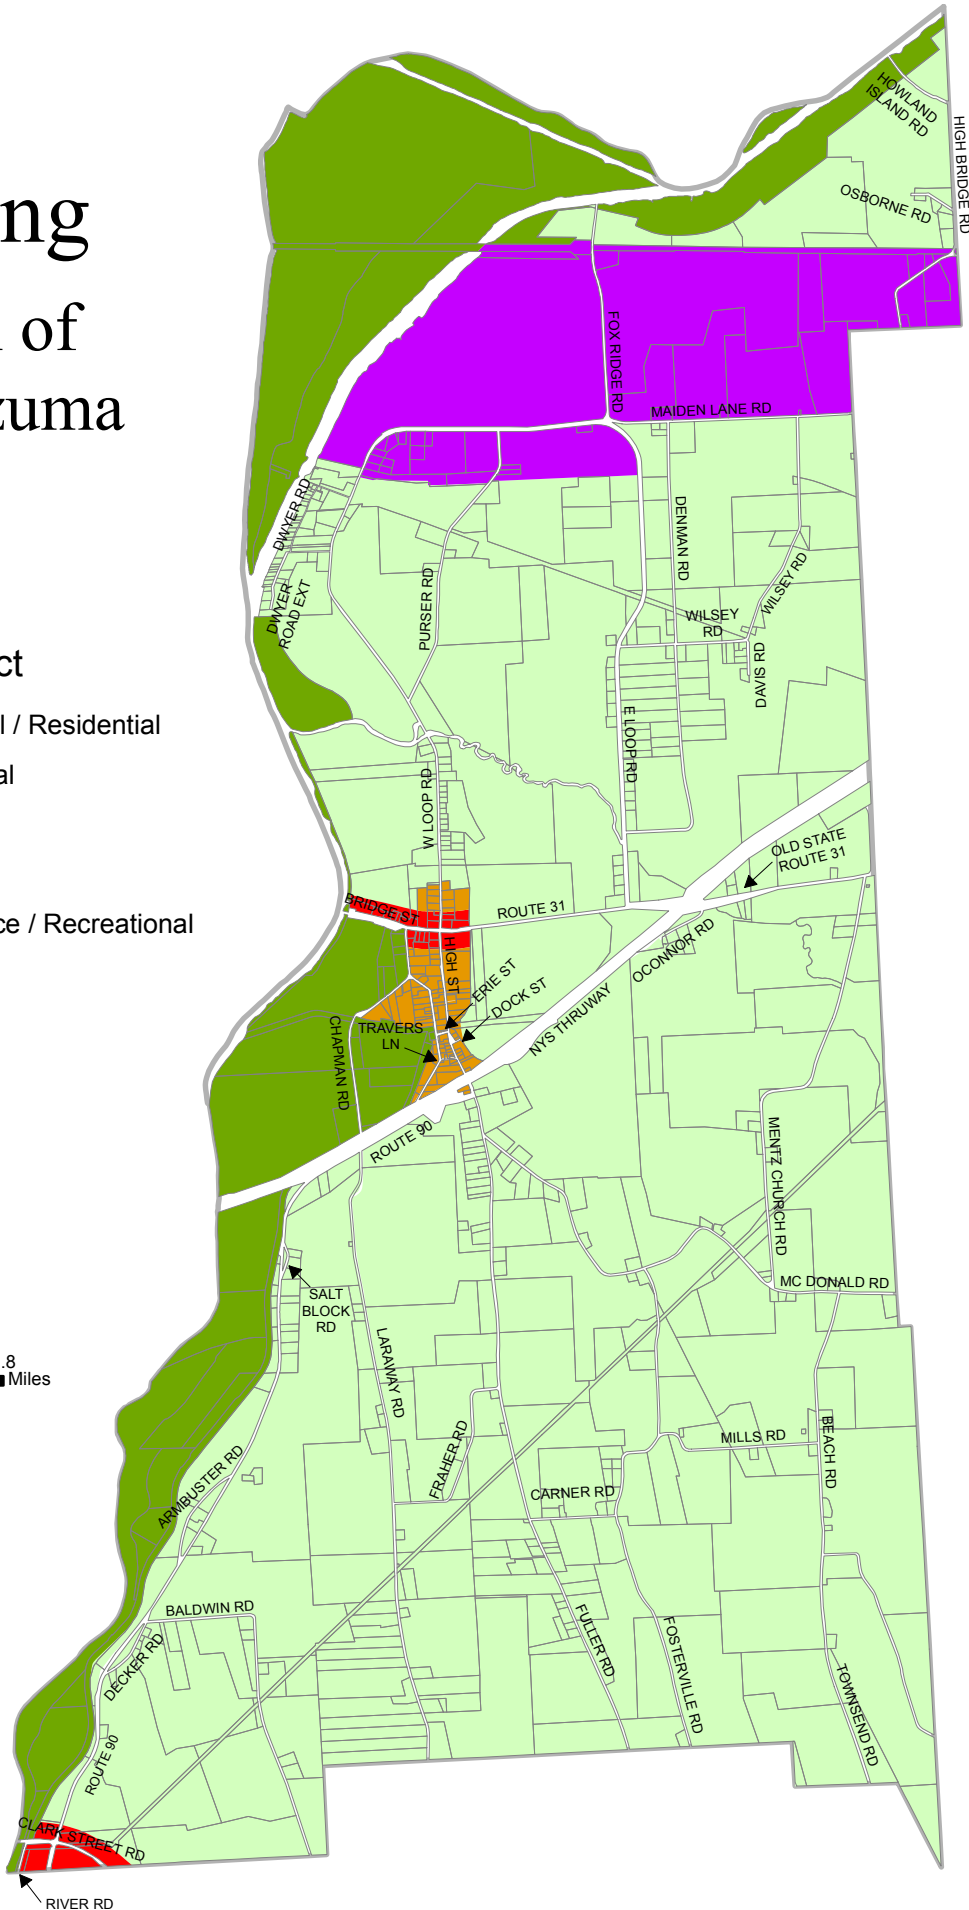 ng
of
zuma
ct
l / Residential
al
ce / Recreational
.8
Miles
HOWLAND
ISLAND RD
HIGH BRIDGE RD
OSBORNE RD
FOX RIDGE RD
MAIDEN LANE RD
DWYER RD
DENMAN RD
DWYER
ROAD EXT
PURSER RD
WILSEY RD
WILSEY
RD
DAVIS RD
E LOOP RD
W LOOP RD
OLD STATE
ROUTE 31
BRIDGE ST
ROUTE 31
HIGH ST
OCONNOR RD
ERIE ST
DOCK ST
NYS THRUWAY
TRAVERS
LN
CHAPMAN RD
ROUTE 90
MENTZ CHURCH RD
MC DONALD RD
SALT
BLOCK
RD
LARAWAY RD
FRAHER RD
BEACH RD
MILLS RD
ARMBUSTER RD
CARNER RD
BALDWIN RD
FULLER RD
FOSTERVILLE RD
DECKER RD
TOWNSEND RD
ROUTE 90
CLARK STREET RD
RIVER RD